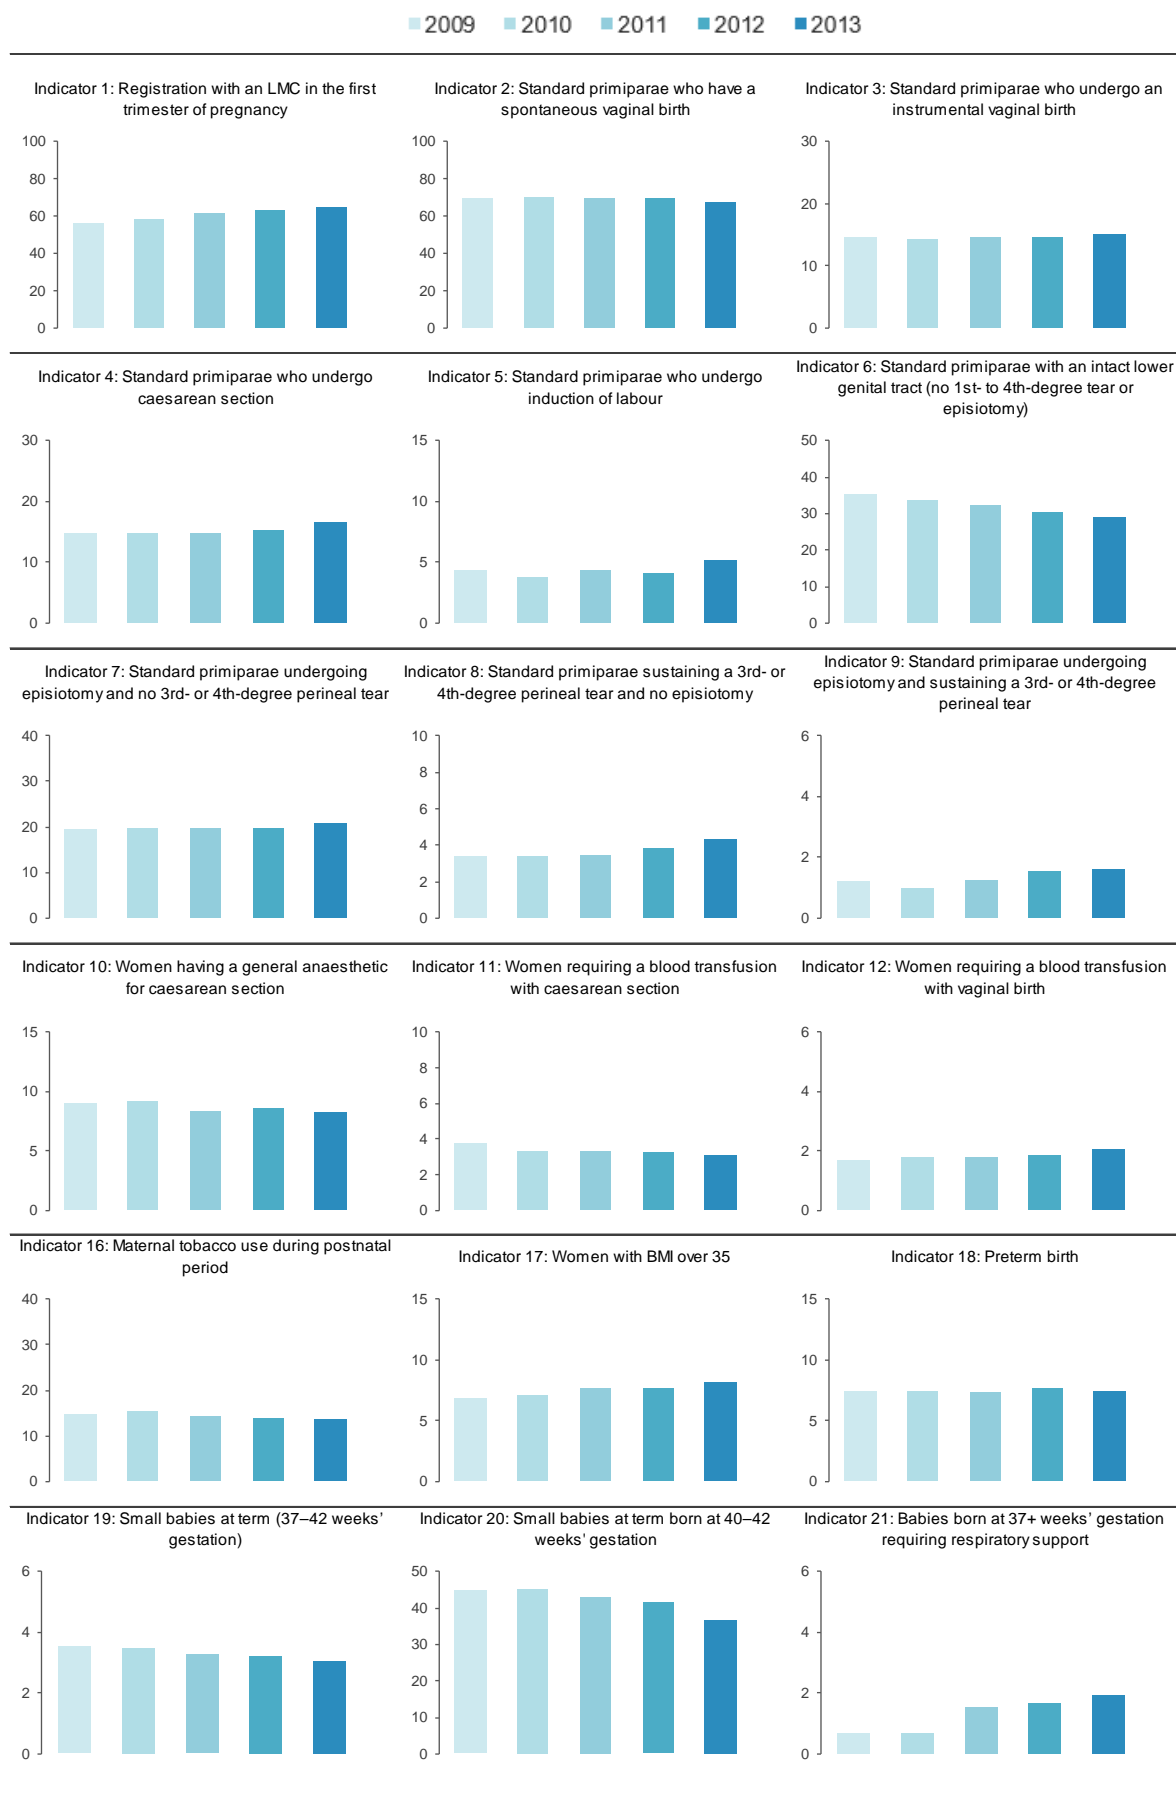 2009 2010 2011 2012 2013
Indicator 1: Registration with an LMC in the first
trimester of pregnancy
100
80
60
40
20
0
Indicator 2: Standard primiparae who have a
spontaneous vaginal birth
100
80
60
40
20
0
Indicator 3: Standard primiparae who undergo an
instrumental vaginal birth
30
20
10
0
Indicator 4: Standard primiparae who undergo
caesarean section
30
20
10
0
Indicator 5: Standard primiparae who undergo
induction of labour
15
10
5
0
Indicator 6: Standard primiparae with an intact lower
genital tract (no 1st- to 4th-degree tear or
episiotomy)
50
40
30
20
10
0
Indicator 7: Standard primiparae undergoing
episiotomy and no 3rd- or 4th-degree perineal tear
40
30
20
10
0
Indicator 8: Standard primiparae sustaining a 3rd- or
4th-degree perineal tear and no episiotomy
10
8
6
4
2
0
Indicator 9: Standard primiparae undergoing
episiotomy and sustaining a 3rd- or 4th-degree
perineal tear
6
4
2
0
Indicator 10: Women having a general anaesthetic
for caesarean section
15
10
5
0
Indicator 11: Women requiring a blood transfusion
with caesarean section
10
8
6
4
2
0
Indicator 12: Women requiring a blood transfusion
with vaginal birth
6
4
2
0
Indicator 16: Maternal tobacco use during postnatal
period
40
30
20
10
0
Indicator 17: Women with BMI over 35
15
10
5
0
Indicator 18: Preterm birth
15
10
5
0
Indicator 19: Small babies at term (37–42 weeks’
gestation)
6
4
2
0
Indicator 20: Small babies at term born at 40–42
weeks' gestation
50
40
30
20
10
0
Indicator 21: Babies born at 37+ weeks’ gestation
requiring respiratory support
6
4
2
0